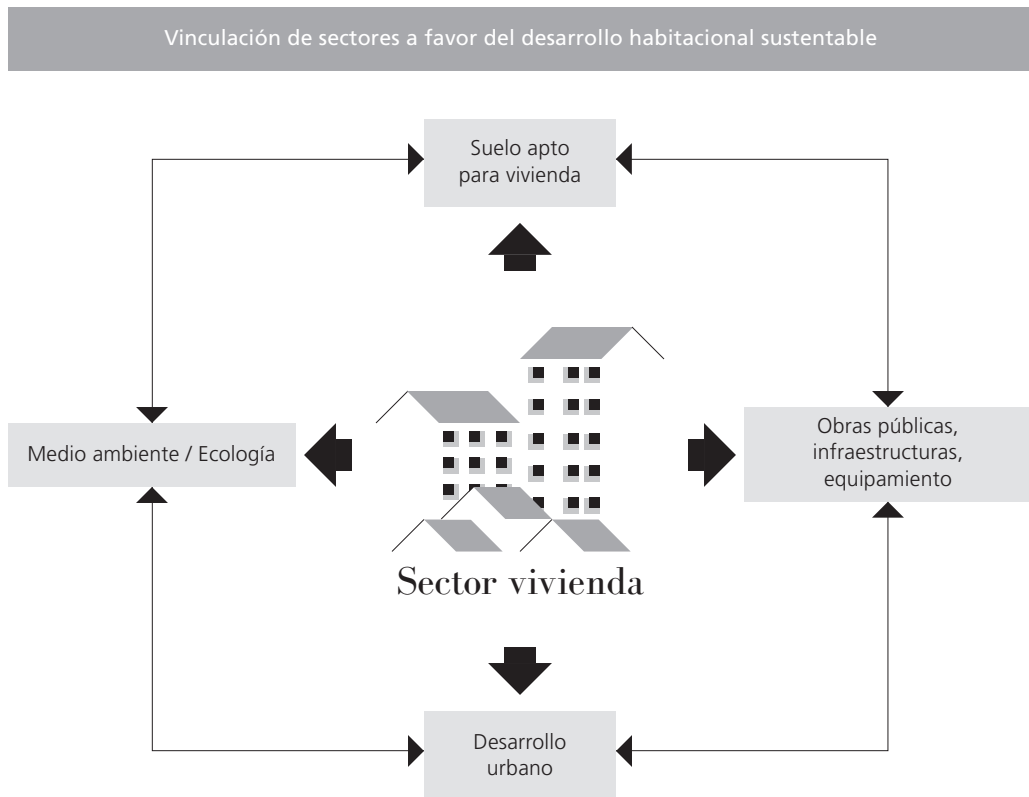 Vinculación de sectores a favor del desarrollo habitacional sustentable
Suelo apto
para vivienda
Medio ambiente / Ecología
Obras públicas,
infraestructuras,
equipamiento
Sector vivienda
Desarrollo
urbano